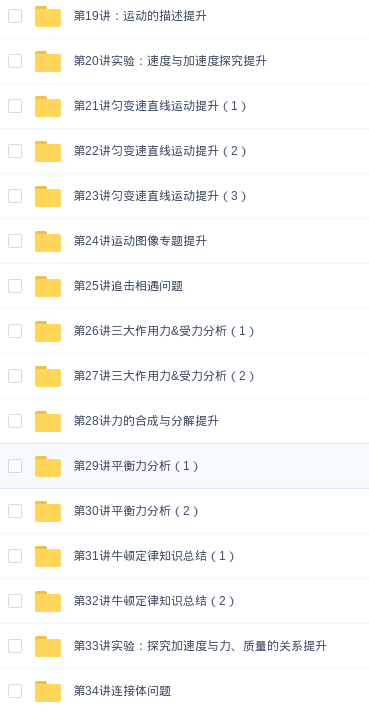 第19讲：运动的描述提升
第20讲实验：速度与加速度探究提升
第21讲匀变速直线运动提升（1）
第22讲匀变速直线运动提升（2）
第23讲匀变速直线运动提升（3）
第24讲运动图像专题提升
第25讲追击相遇问题
第26讲三大作用力&受力分析（1）
第27讲三大作用力&受力分析（2）
第28讲力的合成与分解提升
第29讲平衡力分析（1）
第30讲平衡力分析（2）
第31讲牛顿定律知识总结（1）
第32讲牛顿定律知识总结（2）
第33讲实验：探究加速度与力、质量的关系提升
第34讲连接体问题